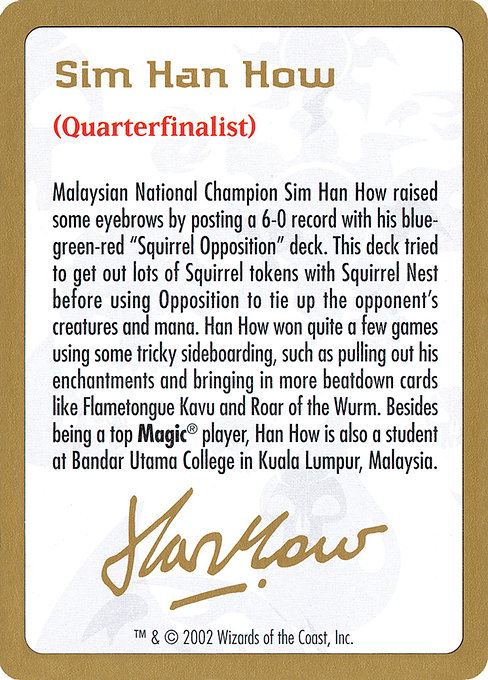 Sim Han How
(Quarterfinalist)
Malaysian National Champion Sim Han How raised
some eyebrows by posting a 6-0 record with his blue-
green-red “Squirrel Opposition” deck. This deck tried
to get out lots of Squirrel tokens with Squirrel Nest
before using Opposition to tie up the opponent’s
creatures and mana. Han How won quite a few games
using some tricky sideboarding, such as pulling out his
enchantments and bringing in more beatdown cards
like Flametongue Kavu and Roar of the Wurm. Besides
being a top Magic® player, Han How is also a student
at Bandar Utama College in Kuala Lumpur, Malaysia.
HanHow
™ & © 2002 Wizards of the Coast, Inc.